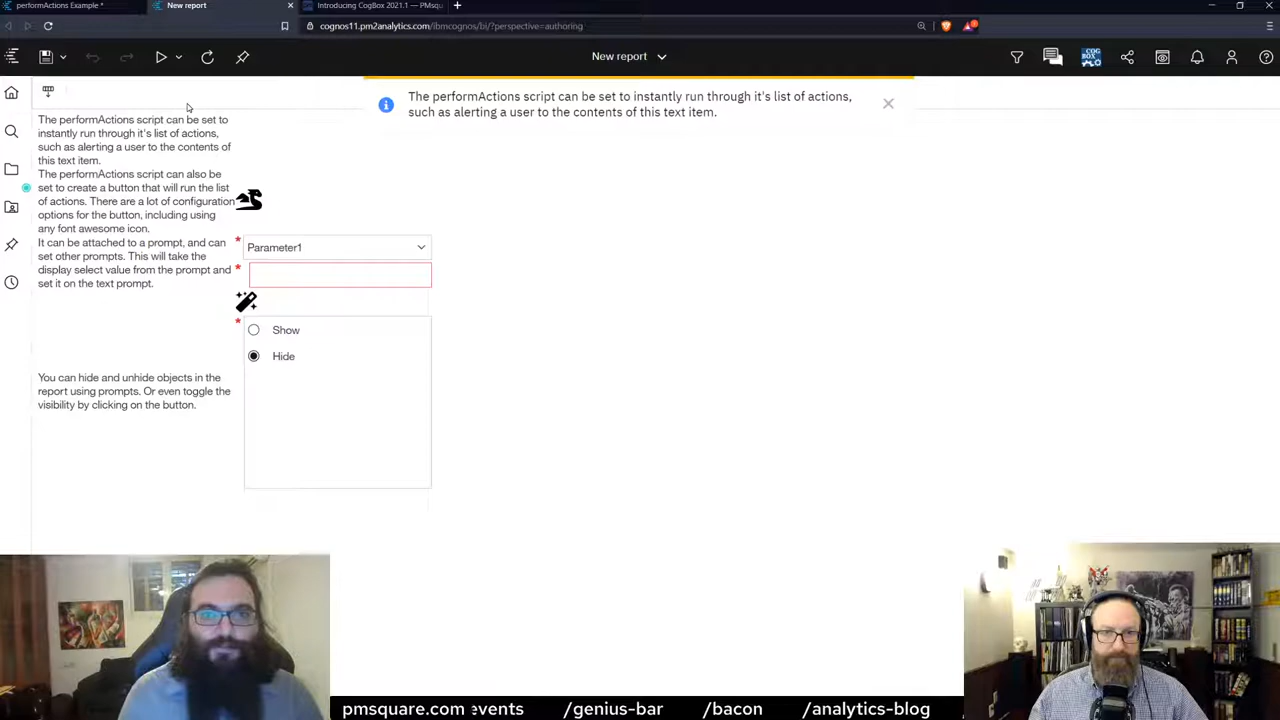 performActions Example *
New report
Introducing CogBox 2021.1 — PMsqu
cognos11.pm2analytics.com/ibmcognos/bi/?perspective=authoring
New report
COG
BOX
The performActions script can be set to instantly run through it's list of actions,
such as alerting a user to the contents of this text item.
The performActions script can be set to
instantly run through it's list of actions,
such as alerting a user to the contents of
this text item.
The performActions script can also be
set to create a button that will run the list
of actions. There are a lot of configuration
options for the button, including using
any font awesome icon.
It can be attached to a prompt, and can
set other prompts. This will take the
display select value from the prompt and
set it on the text prompt.
* Parameter1
*
*
Show
Hide
You can hide and unhide objects in the
report using prompts. Or even toggle the
visibility by clicking on the button.
pmsquare.com /events /genius-bar /bacon /analytics-blog